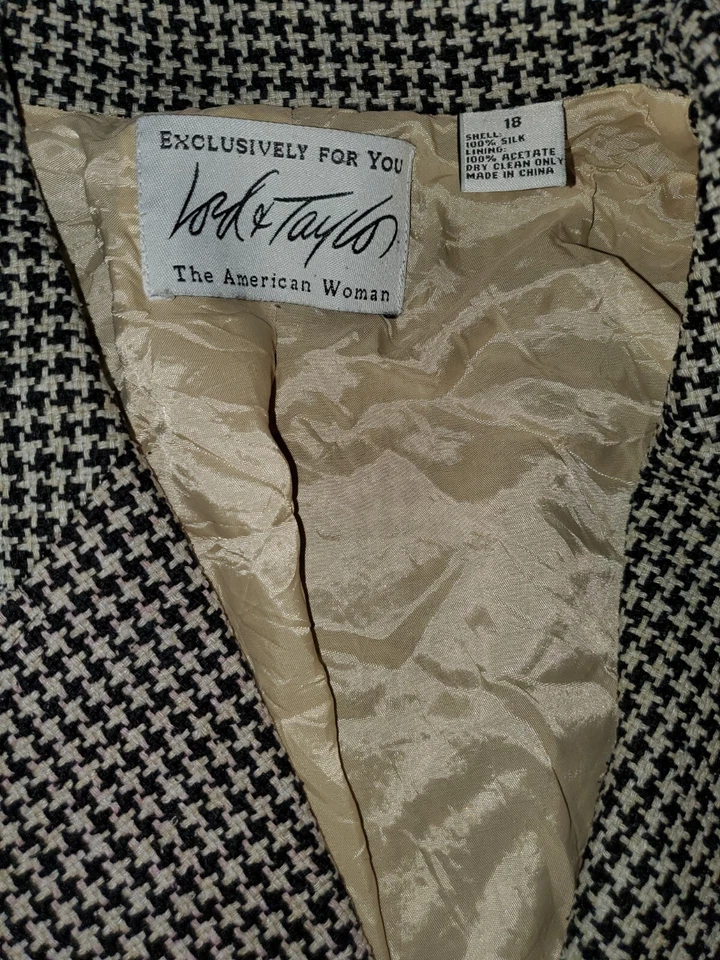 EXCLUSIVELY FOR YOU
Lord & Taylor
The American Woman
18
SHELL:
100% SILK
LINING:
100% ACETATE
DRY CLEAN ONLY
MADE IN CHINA